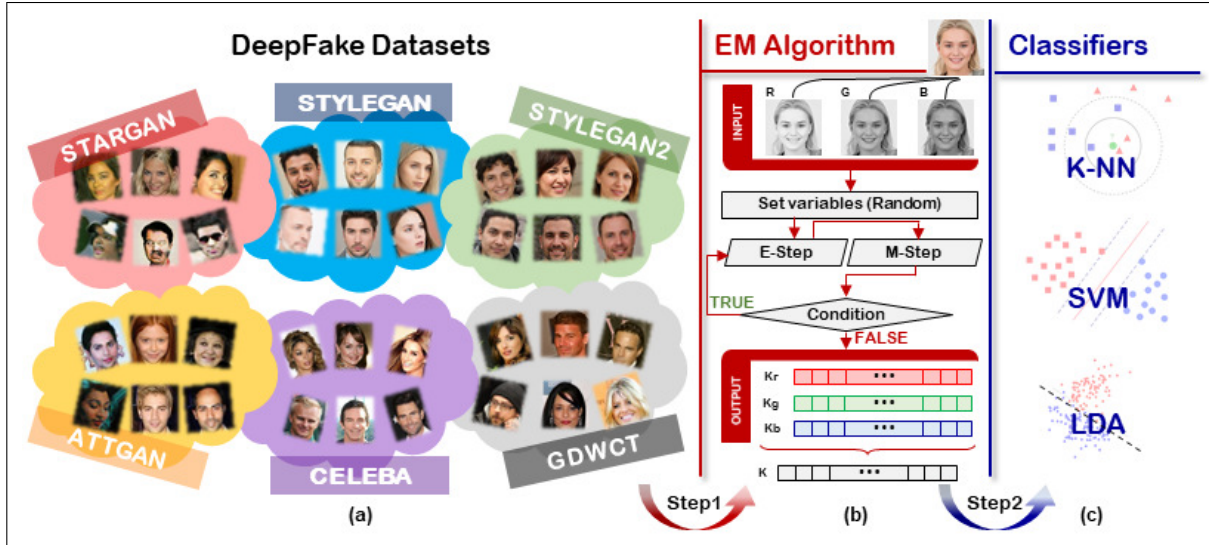 DeepFake Datasets
STARGAN
STYLEGAN
STYLEGAN2
ATTGAN
CELEBA
GDWCT
(a)
Step1
EM Algorithm
INPUT
R
G
B
Set variables (Random)
E-Step
M-Step
TRUE
Condition
FALSE
OUTPUT
Kr
...
Kg
...
Kb
...
K
...
(b)
Step2
Classifiers
K-NN
SVM
LDA
(c)